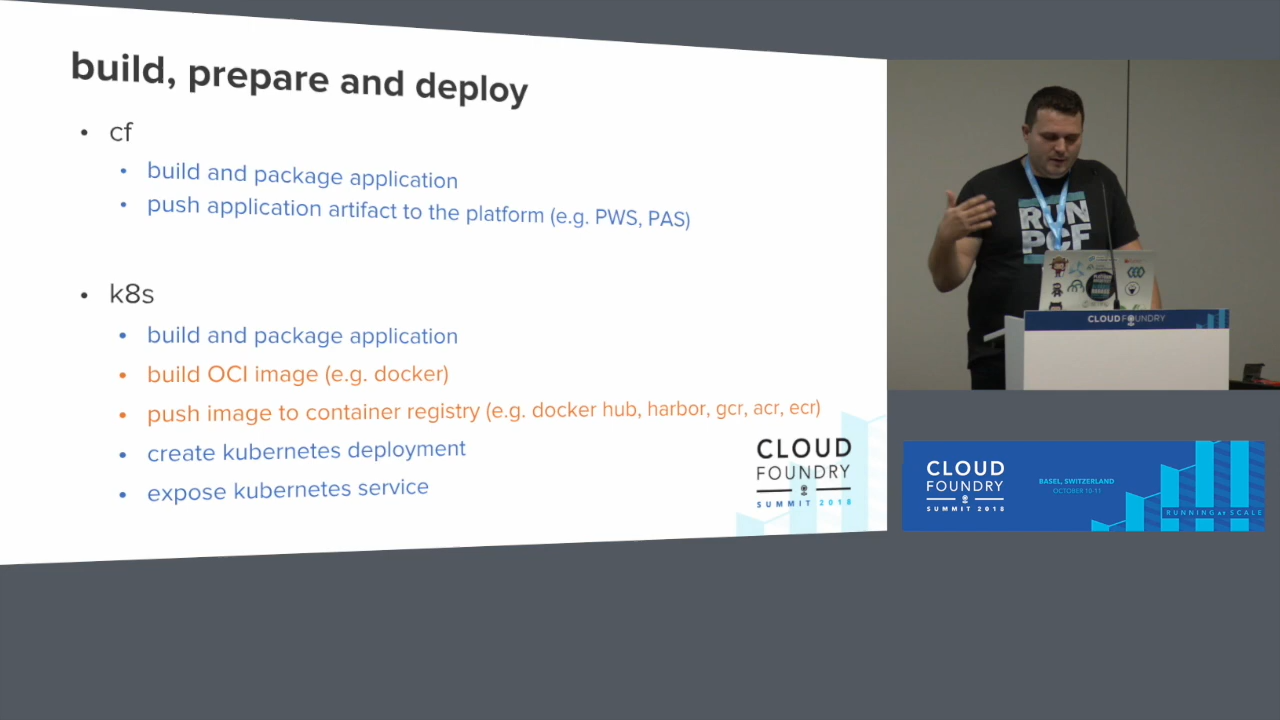 build, prepare and deploy
• cf
• build and package application
• push application artifact to the platform (e.g. PWS, PAS)
• k8s
• build and package application
• build OCI image (e.g. docker)
• push image to container registry (e.g. docker hub, harbor, gcr, acr, ecr)
• create kubernetes deployment
• expose kubernetes service
CLOUD
FOUNDRY
SUMMIT 2018
RUN
PCF
CLOUD FOUNDRY
CLOUD
FOUNDRY
SUMMIT 2018
BASEL, SWITZERLAND
OCTOBER 10-11
RUNNING AT SCALE